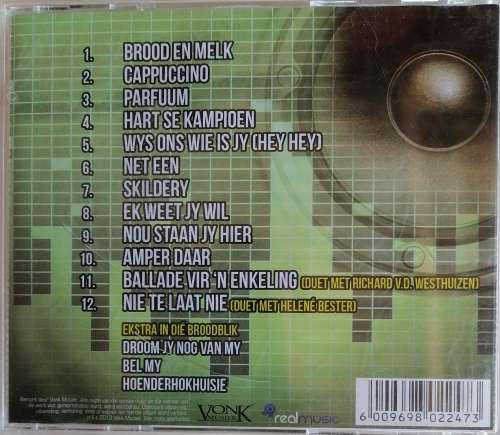 1. BROOD EN MELK
2. CAPPUCCINO
3. PARFUUM
4. HART SE KAMPIOEN
5. WYS ONS WIE IS JY (HEY HEY)
6. NET EEN
7. SKILDERY
8. EK WEET JY WIL
9. NOU STAAN JY HIER
10. AMPER DAAR
11. BALLADE VIR 'N ENKELING (DUET MET RICHARD V.D. WESTHUIZEN)
12. NIE TE LAAT NIE (DUET MET HELENÉ BESTER)
EKSTRA IN DIÉ BROODBLIK
DROOM JY NOG VAN MY
BEL MY
HOENDERHOKHUISIE
VONK
MUSIEK
realmusic
6 009698 022473